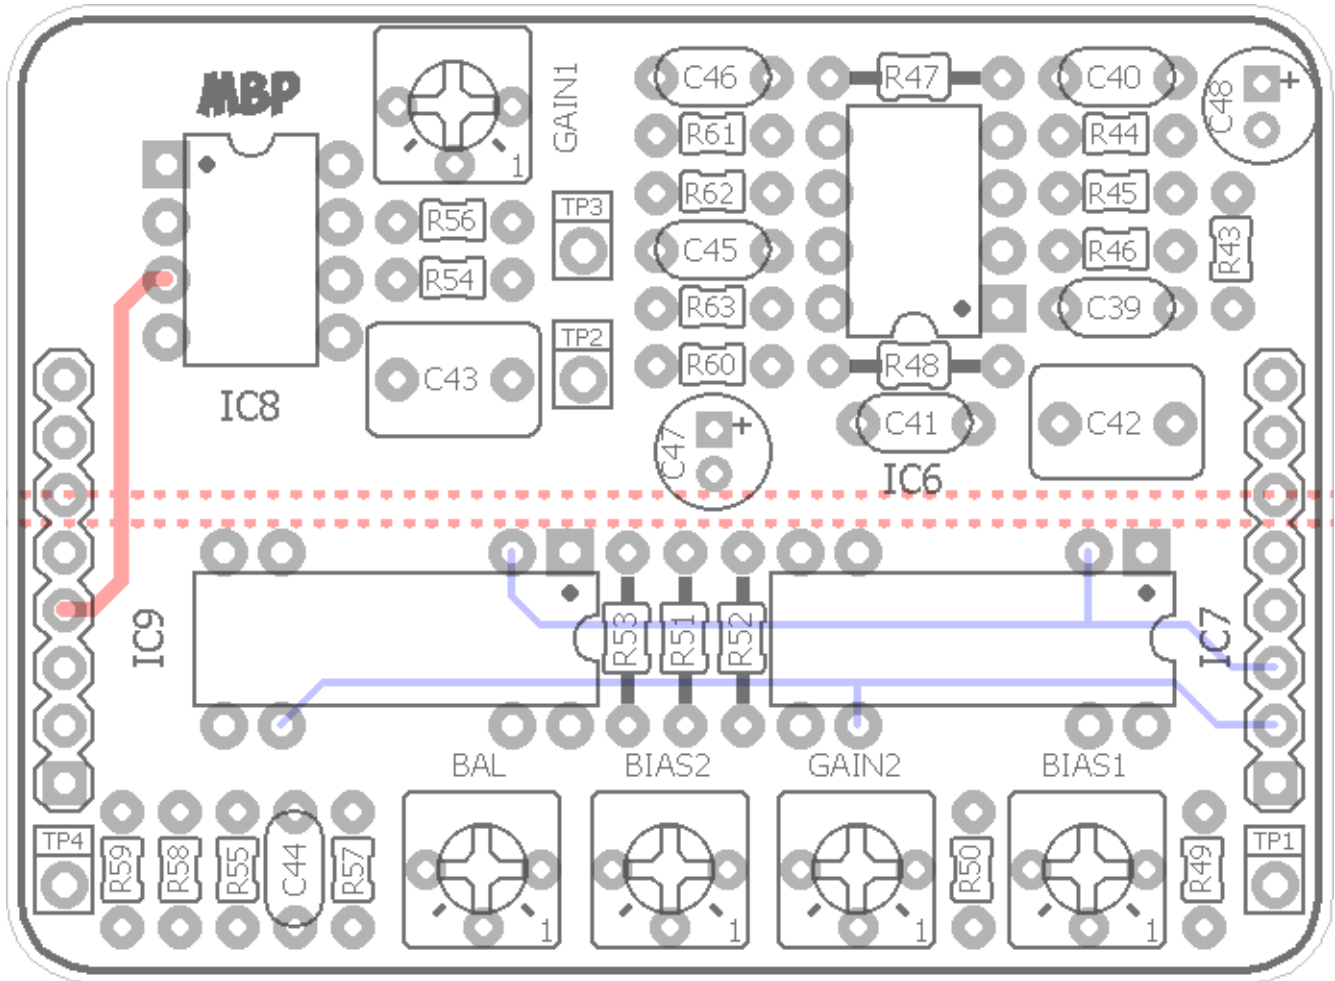 MBP
GAIN1
C46
R47
C40
C48
+
R61
R44
1
R62
R45
TP3
R56
C45
R46
R43
R54
R63
C39
TP2
R60
R48
C43
IC8
C47
+
C41
C42
IC6
IC9
R53
R51
R52
IC7
BAL
BIAS2
GAIN2
BIAS1
TP4
TP1
R59
R58
R55
C44
R57
R50
R49
1
1
1
1